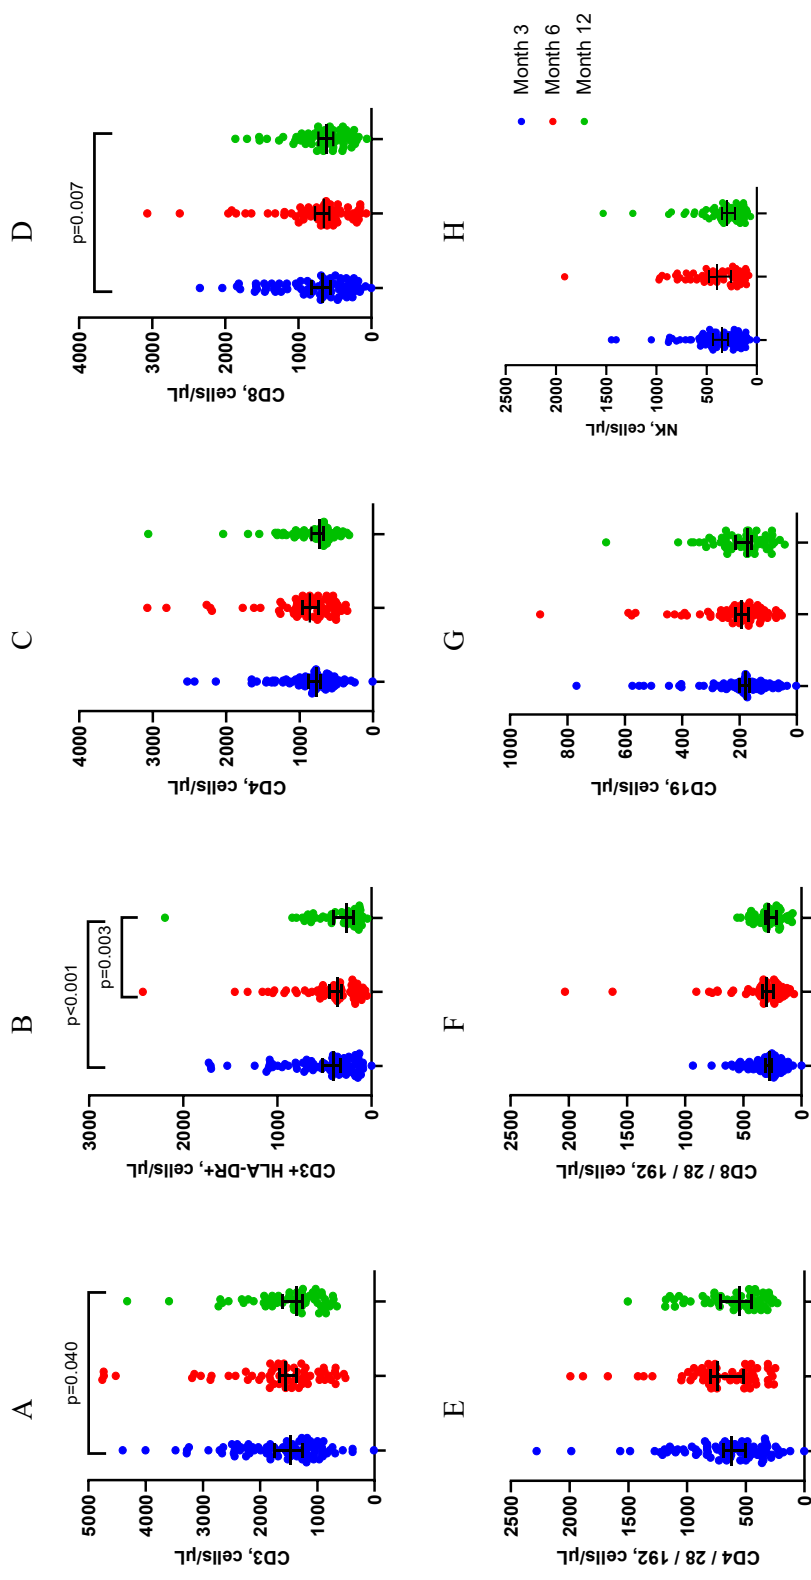 A
p=0.040
CD3, cells/μL
5000
4000
3000
2000
1000
0
B
p<0.001
p=0.003
CD3+ HLA-DR+, cells/μL
3000
2000
1000
0
C
CD4, cells/μL
4000
3000
2000
1000
0
D
p=0.007
CD8, cells/μL
4000
3000
2000
1000
0
E
CD4 / 28 / 192, cells/μL
2500
2000
1500
1000
500
0
F
CD8 / 28 / 192, cells/μL
2500
2000
1500
1000
500
0
G
CD19, cells/μL
1000
800
600
400
200
0
H
NK, cells/μL
2500
2000
1500
1000
500
0
Month 3
Month 6
Month 12